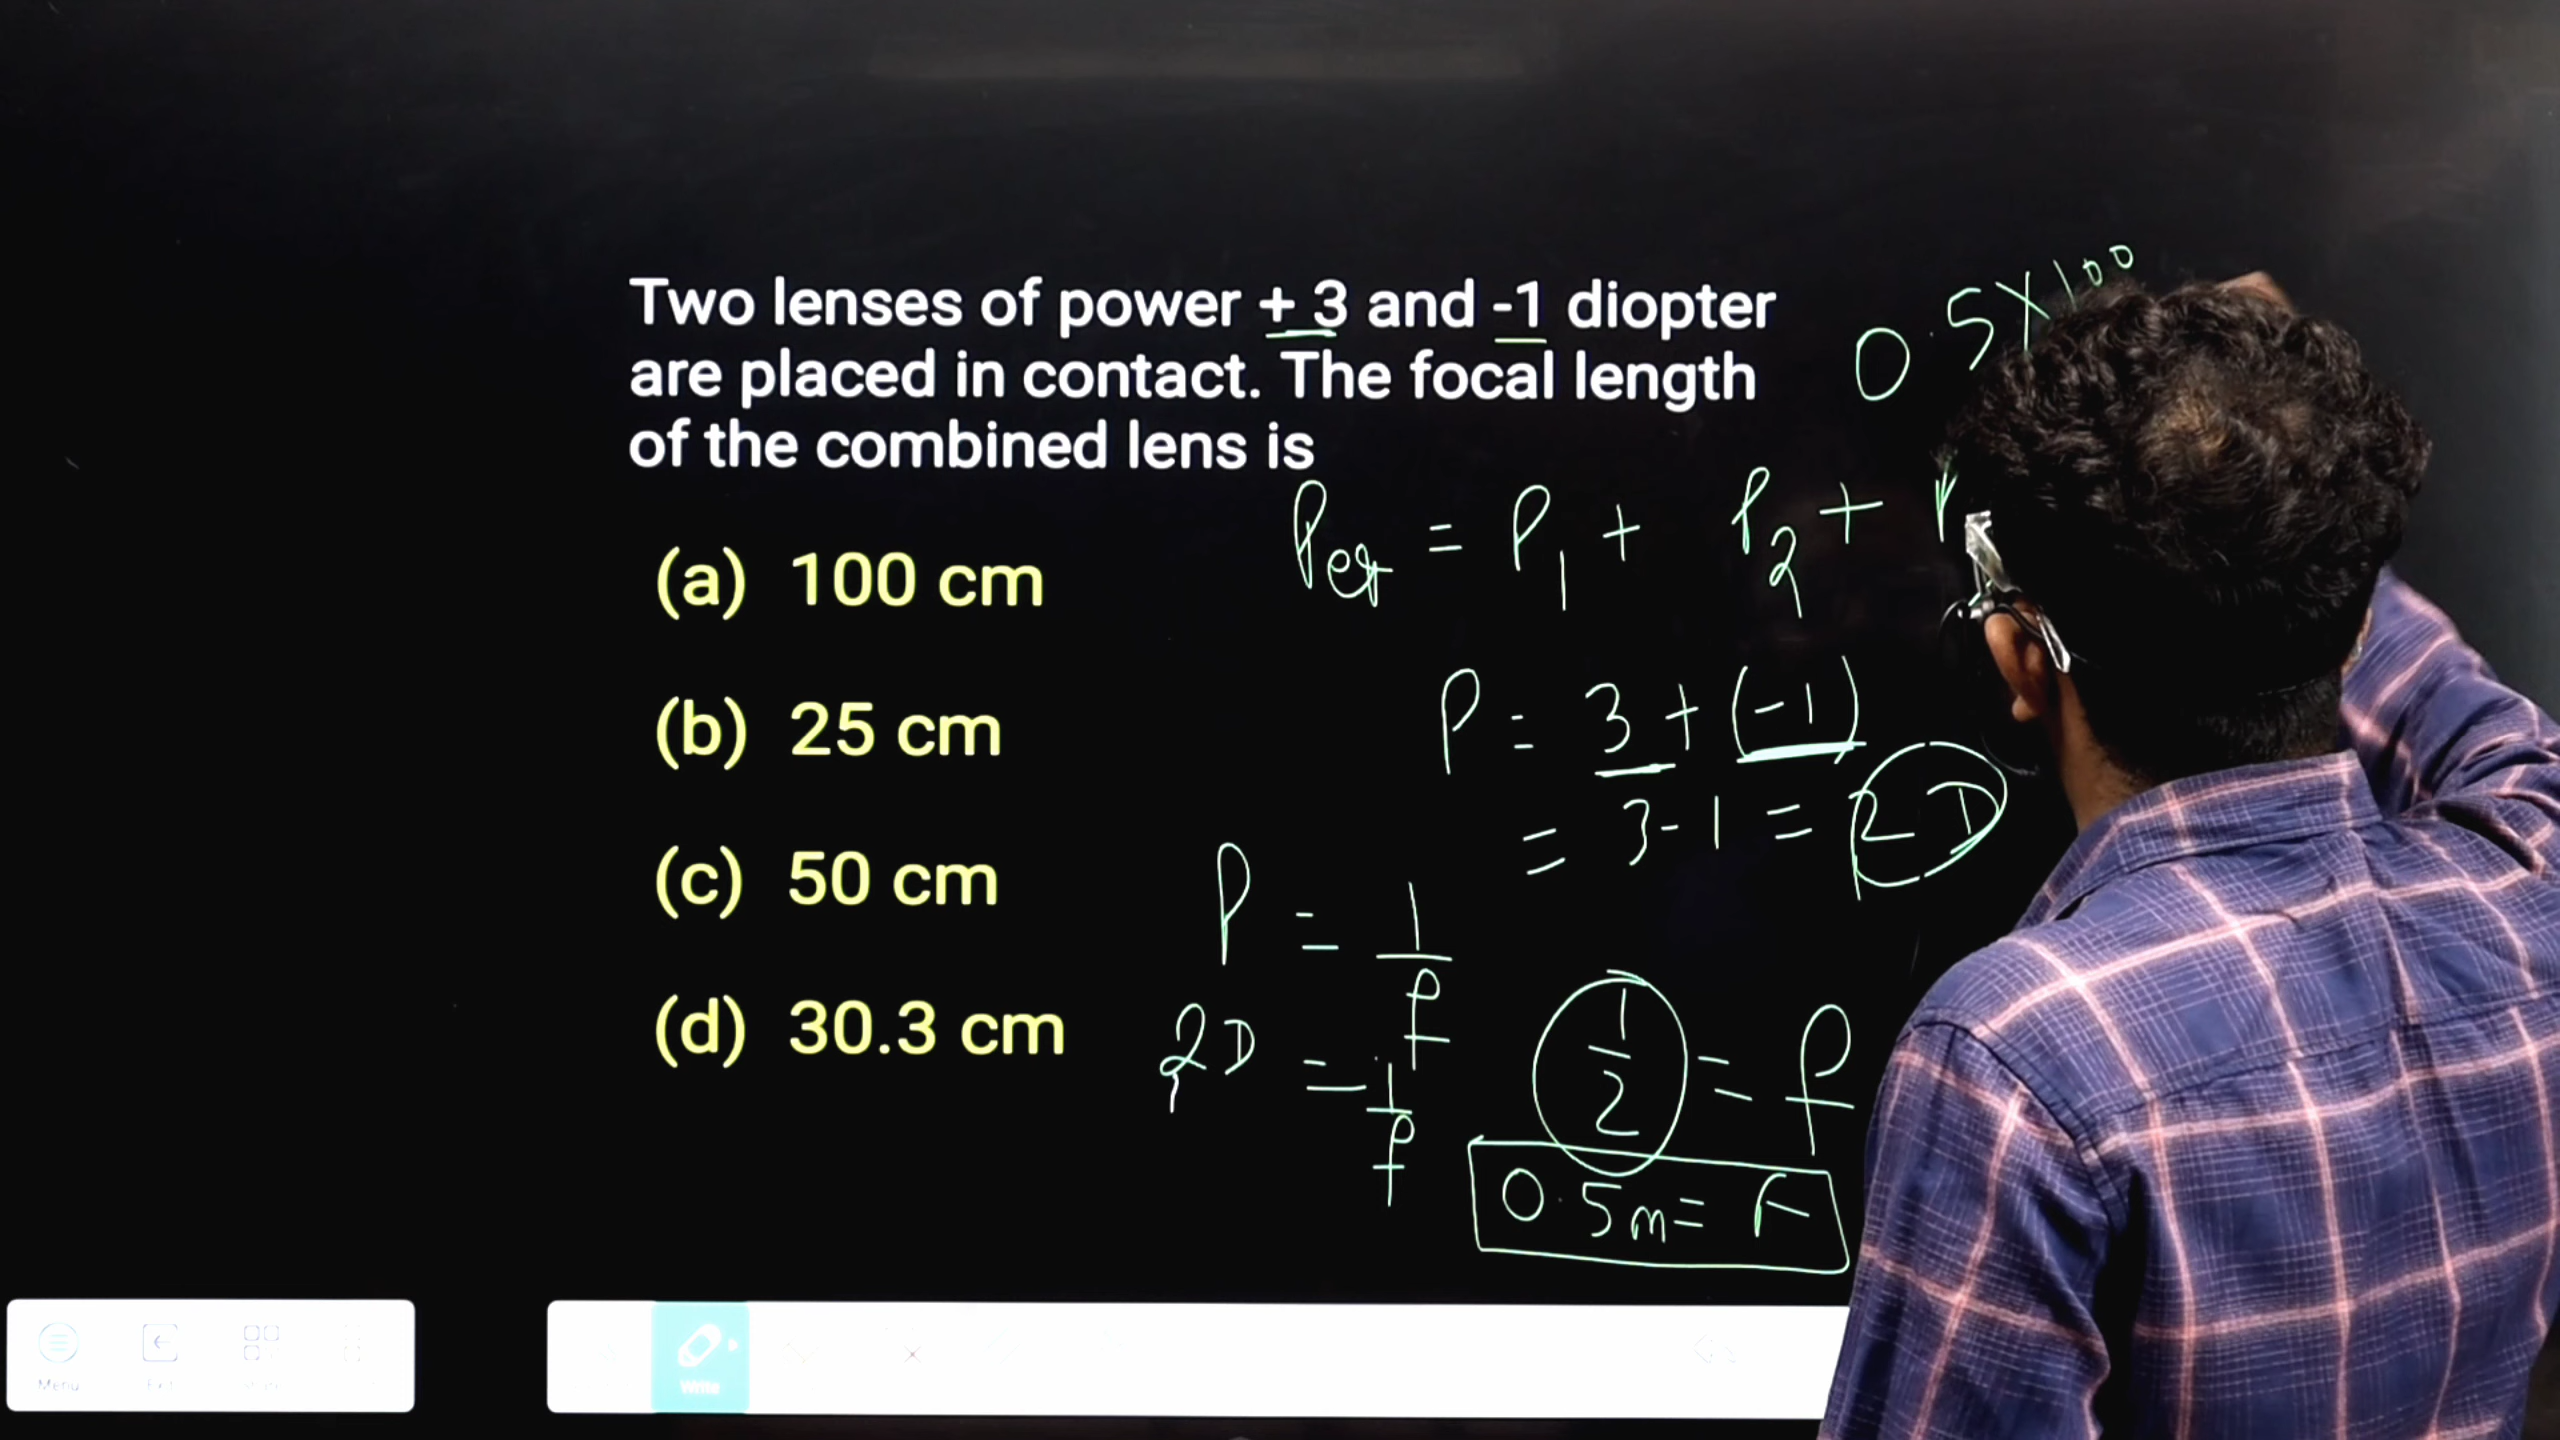 Two lenses of power + 3 and -1 diopter
are placed in contact. The focal length
of the combined lens is
(a) 100 cm
(b) 25 cm
(c) 50 cm
(d) 30.3 cm
0.5 X 100
= P₁ + P₂ +
P = 3 + (-1)
= 3 - 1 = 2D
P = 1/f
2D = 1/f
1/2 = f
0.5m = F
Menu
Write